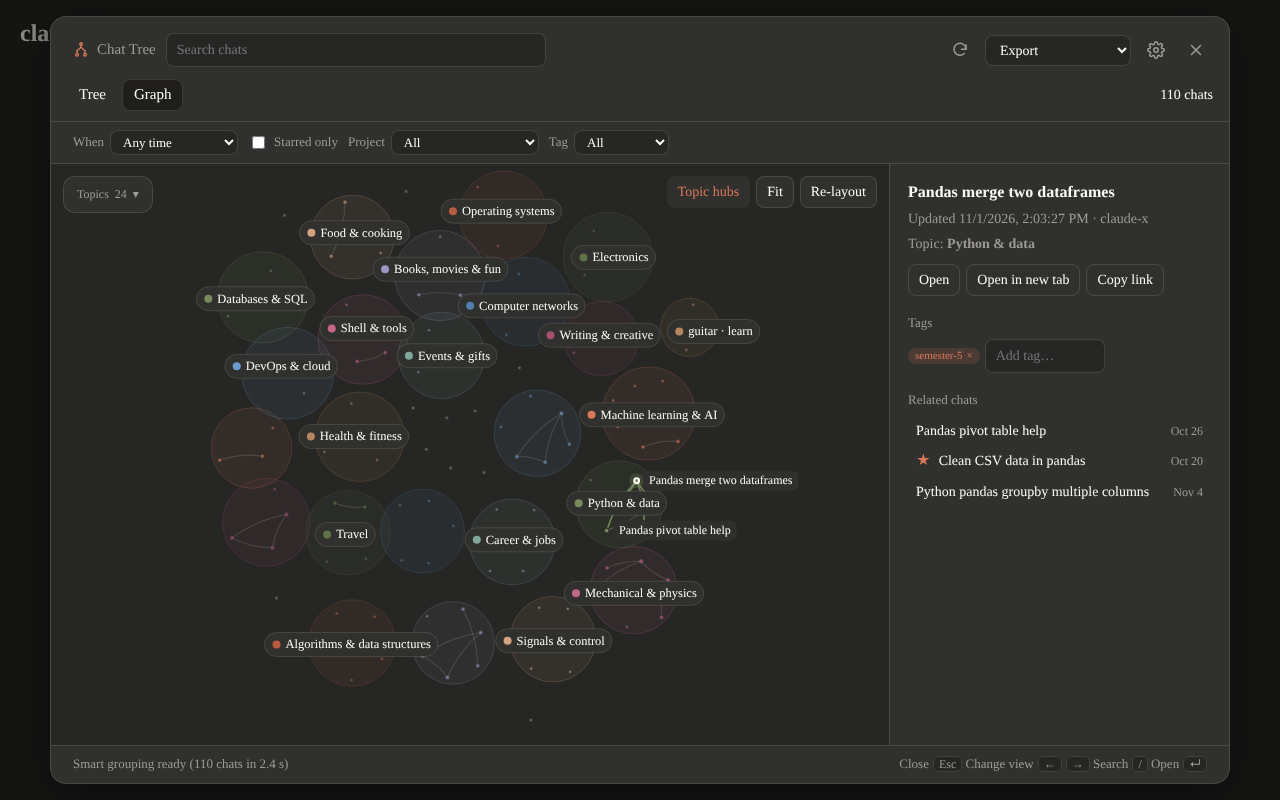 cla
Chat Tree
Search chats
Export
Tree
Graph
110 chats
When
Any time
Starred only
Project
All
Tag
All
Topics 24 ▾
Topic hubs
Fit
Re-layout
Operating systems
Food & cooking
Electronics
Books, movies & fun
Databases & SQL
Computer networks
Shell & tools
Writing & creative
guitar · learn
Events & gifts
DevOps & cloud
Machine learning & AI
Health & fitness
Pandas merge two dataframes
Python & data
Pandas pivot table help
Travel
Career & jobs
Mechanical & physics
Algorithms & data structures
Signals & control
Pandas merge two dataframes
Updated 11/1/2026, 2:03:27 PM · claude-x
Topic: Python & data
Open
Open in new tab
Copy link
Tags
semester-5 ×
Add tag…
Related chats
Pandas pivot table help Oct 26
★ Clean CSV data in pandas Oct 20
Python pandas groupby multiple columns Nov 4
Smart grouping ready (110 chats in 2.4 s)
Close Esc Change view ← → Search / Open ↵